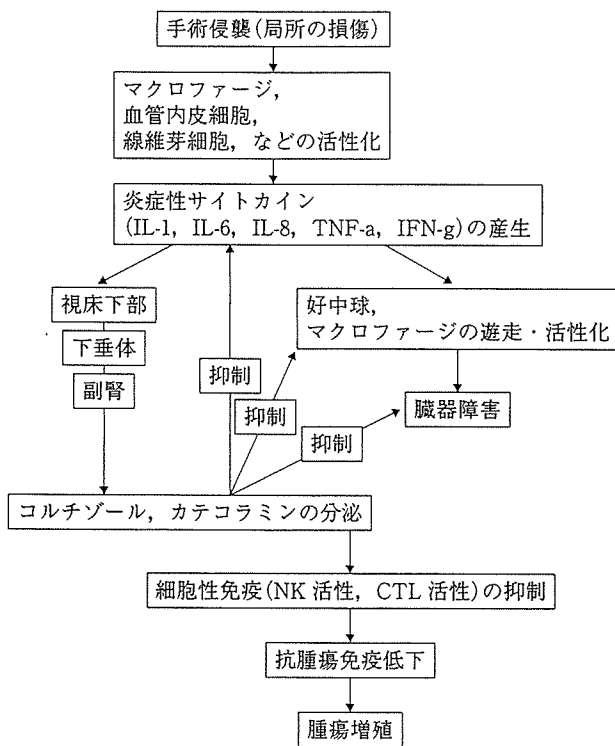 手術侵襲(局所の損傷)
マクロファージ,
血管内皮細胞,
線維芽細胞, などの活性化
炎症性サイトカイン
(IL-1, IL-6, IL-8, TNF-a, IFN-g)の産生
視床下部
下垂体
副腎
好中球,
マクロファージの遊走・活性化
抑制
抑制
抑制
臓器障害
コルチゾール, カテコラミンの分泌
細胞性免疫(NK 活性, CTL 活性)の抑制
抗腫瘍免疫低下
腫瘍増殖